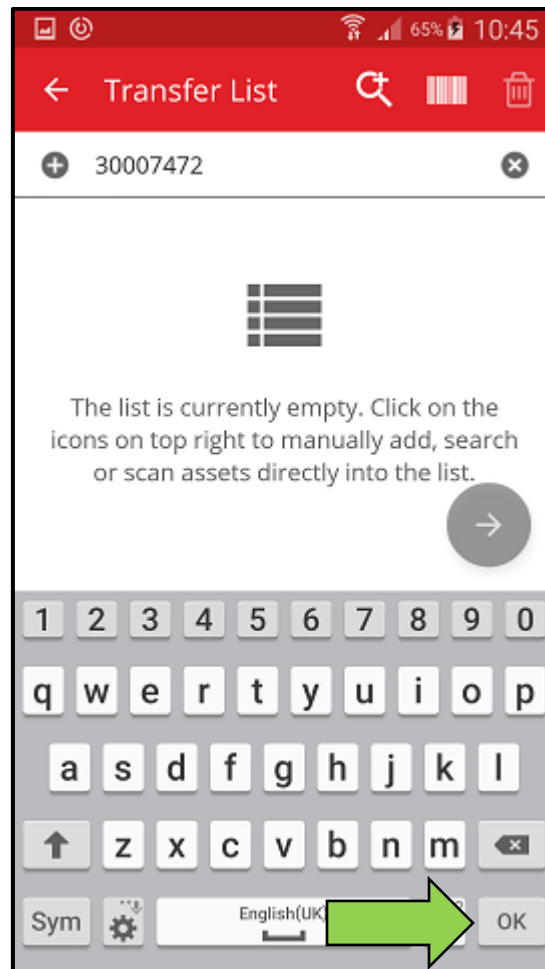 65% 10:45
Transfer List
30007472
The list is currently empty. Click on the
icons on top right to manually add, search
or scan assets directly into the list.
1 2 3 4 5 6 7 8 9 0
q w e r t y u i o p
a s d f g h j k l
z x c v b n m
Sym English(UK) OK